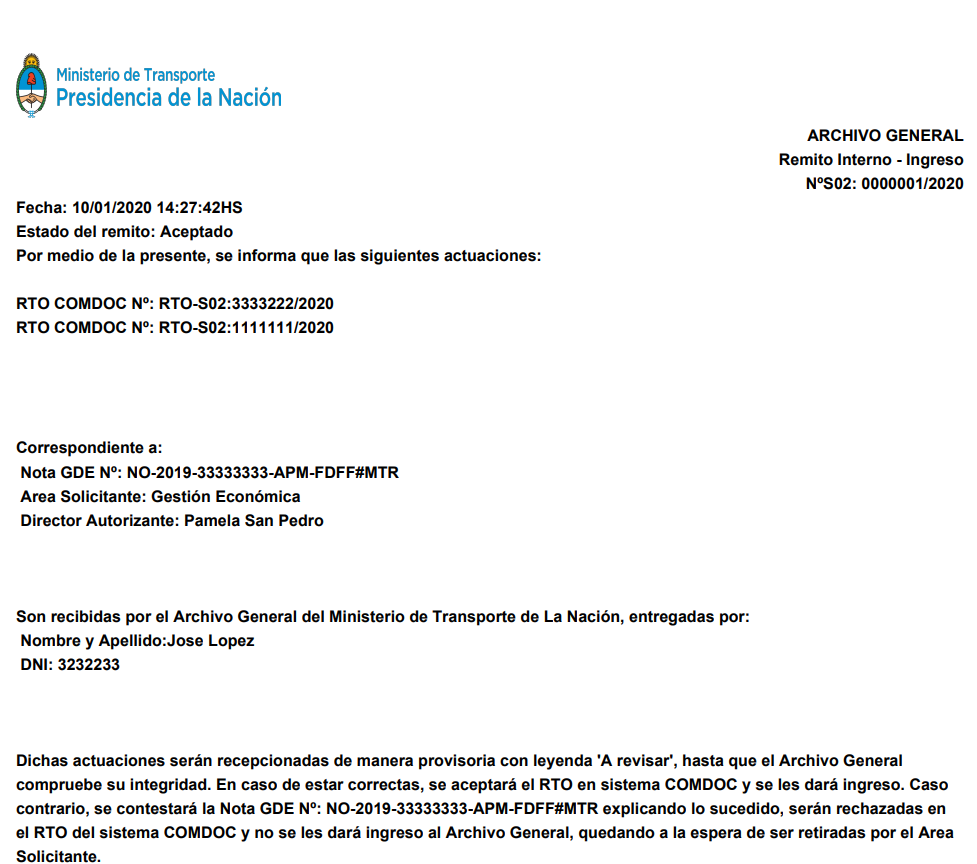 Ministerio de Transporte
Presidencia de la Nación
ARCHIVO GENERAL
Remito Interno - Ingreso
NºS02: 0000001/2020
Fecha: 10/01/2020 14:27:42HS
Estado del remito: Aceptado
Por medio de la presente, se informa que las siguientes actuaciones:
RTO COMDOC Nº: RTO-S02:3333222/2020
RTO COMDOC Nº: RTO-S02:1111111/2020
Correspondiente a:
Nota GDE Nº: NO-2019-33333333-APM-FDFF#MTR
Area Solicitante: Gestión Económica
Director Autorizante: Pamela San Pedro
Son recibidas por el Archivo General del Ministerio de Transporte de La Nación, entregadas por:
Nombre y Apellido:Jose Lopez
DNI: 3232233
Dichas actuaciones serán recepcionadas de manera provisoria con leyenda 'A revisar', hasta que el Archivo General
compruebe su integridad. En caso de estar correctas, se aceptará el RTO en sistema COMDOC y se les dará ingreso. Caso
contrario, se contestará la Nota GDE Nº: NO-2019-33333333-APM-FDFF#MTR explicando lo sucedido, serán rechazadas en
el RTO del sistema COMDOC y no se les dará ingreso al Archivo General, quedando a la espera de ser retiradas por el Area
Solicitante.